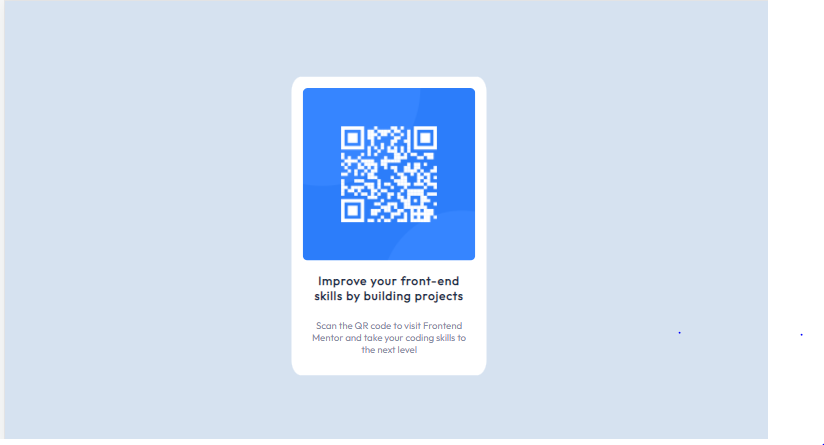 Improve your front-end
skills by building projects
Scan the QR code to visit Frontend
Mentor and take your coding skills to
the next level